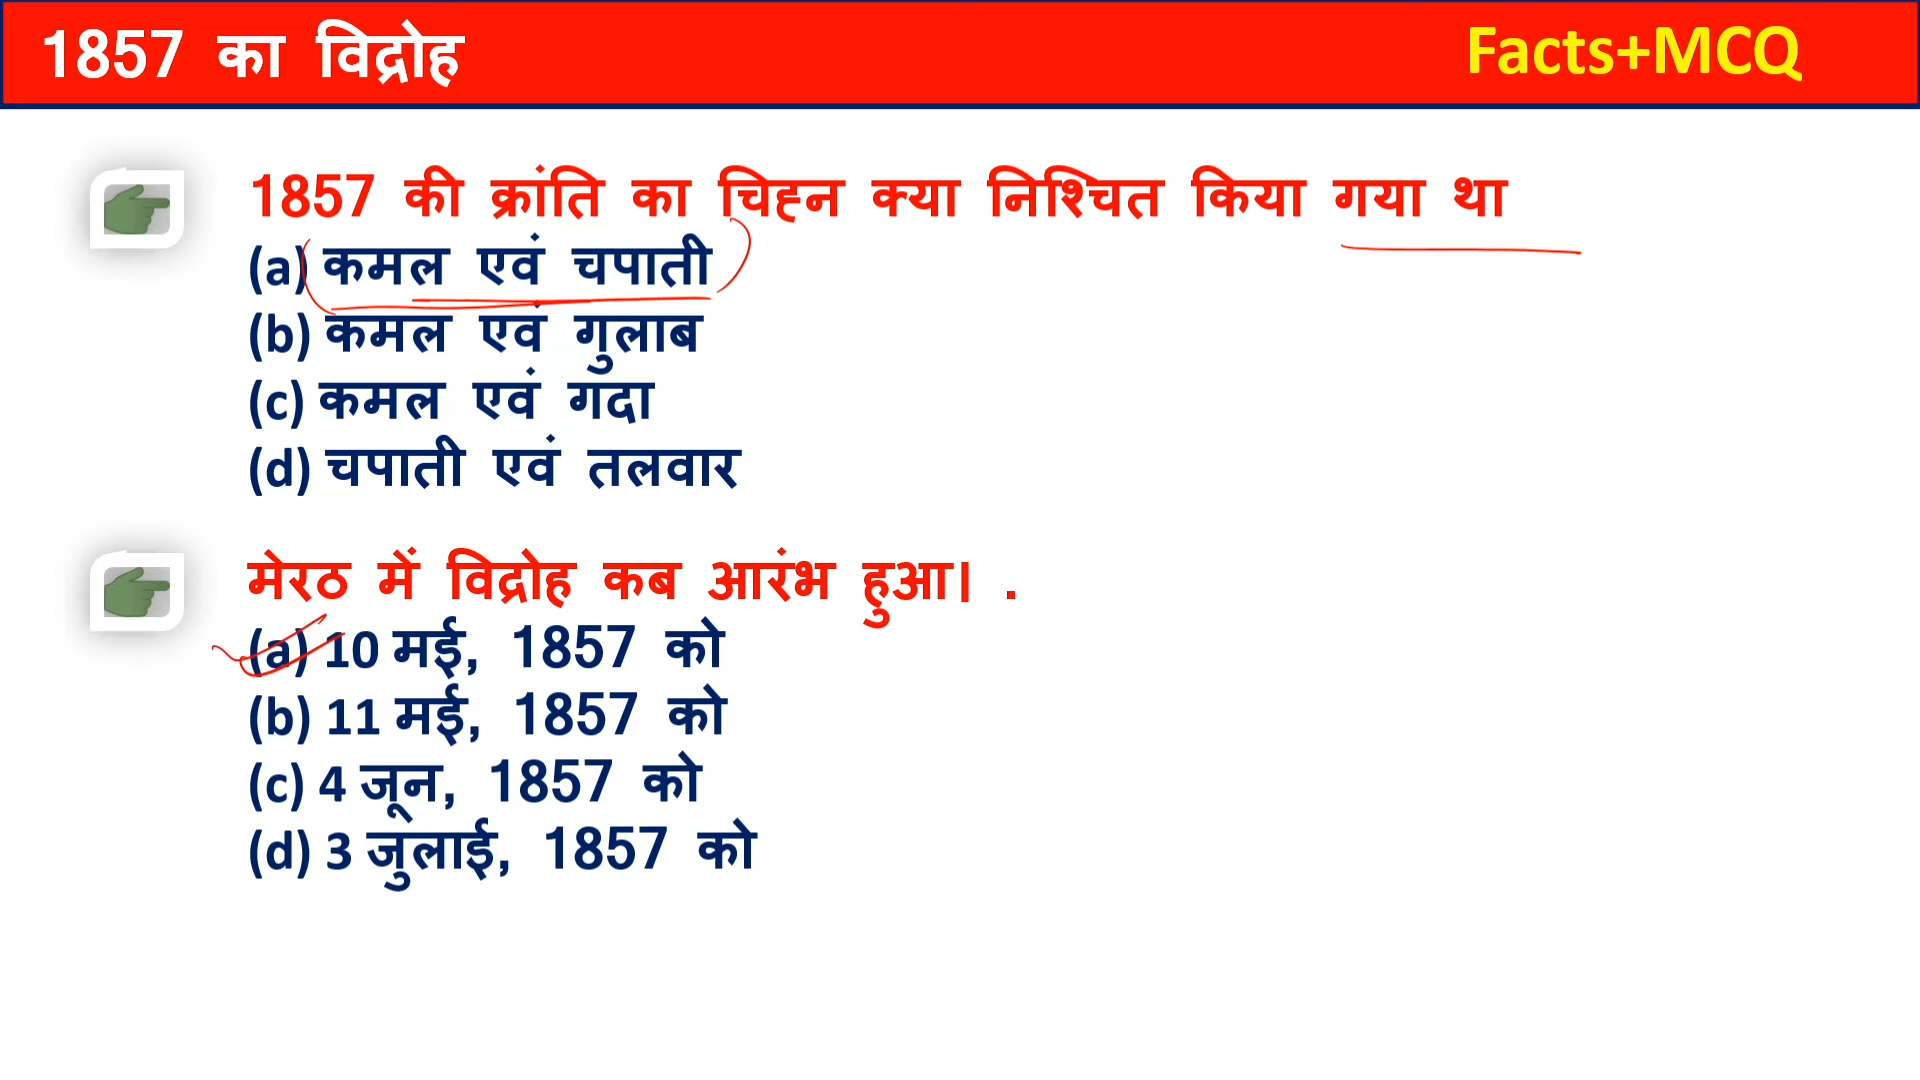 1857 का विद्रोह Facts+MCQ
1857 की क्रांति का चिह्न क्या निश्चित किया गया था
(a) कमल एवं चपाती
(b) कमल एवं गुलाब
(c) कमल एवं गदा
(d) चपाती एवं तलवार
मेरठ में विद्रोह कब आरंभ हुआ। .
(a) 10 मई, 1857 को
(b) 11 मई, 1857 को
(c) 4 जून, 1857 को
(d) 3 जुलाई, 1857 को